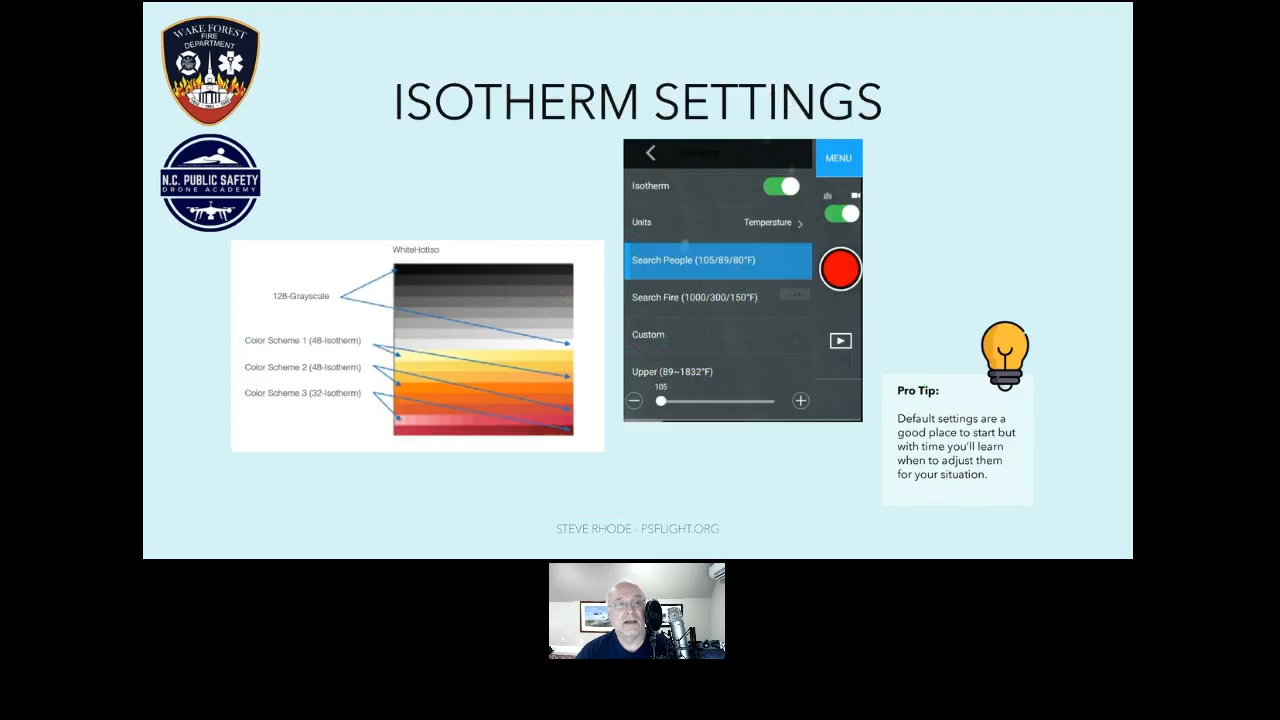 WAKE FOREST
FIRE
DEPARTMENT
ISOTHERM SETTINGS
N.C. PUBLIC SAFETY
DRONE ACADEMY
WhiteHotIso
128-Grayscale
Color Scheme 1 (48-Isotherm)
Color Scheme 2 (48-Isotherm)
Color Scheme 3 (32-Isotherm)
Isotherm
MENU
Isotherm
Units Temperature
Search People (105/89/80°F)
Search Fire (1000/300/150°F)
Custom
Upper (89~1832°F)
105
Pro Tip:
Default settings are a
good place to start but
with time you'll learn
when to adjust them
for your situation.
STEVE RHODE - PSFLIGHT.ORG